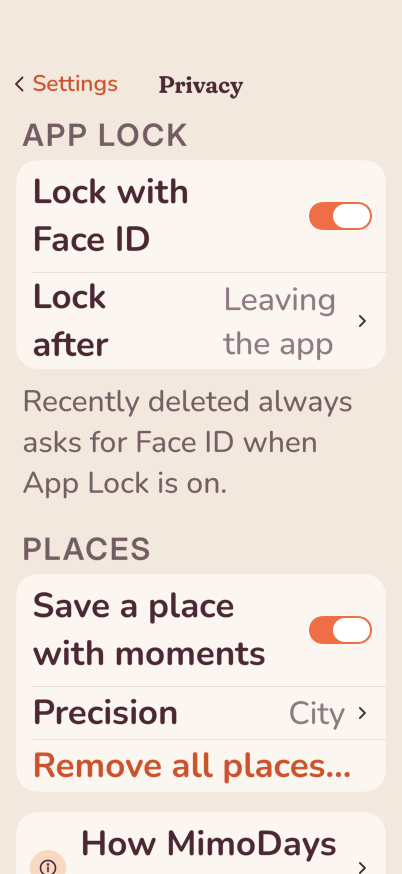 Settings
Privacy
APP LOCK
Lock with
Face ID
Lock
after
Leaving
the app
Recently deleted always
asks for Face ID when
App Lock is on.
PLACES
Save a place
with moments
Precision
City
Remove all places...
How MimoDays